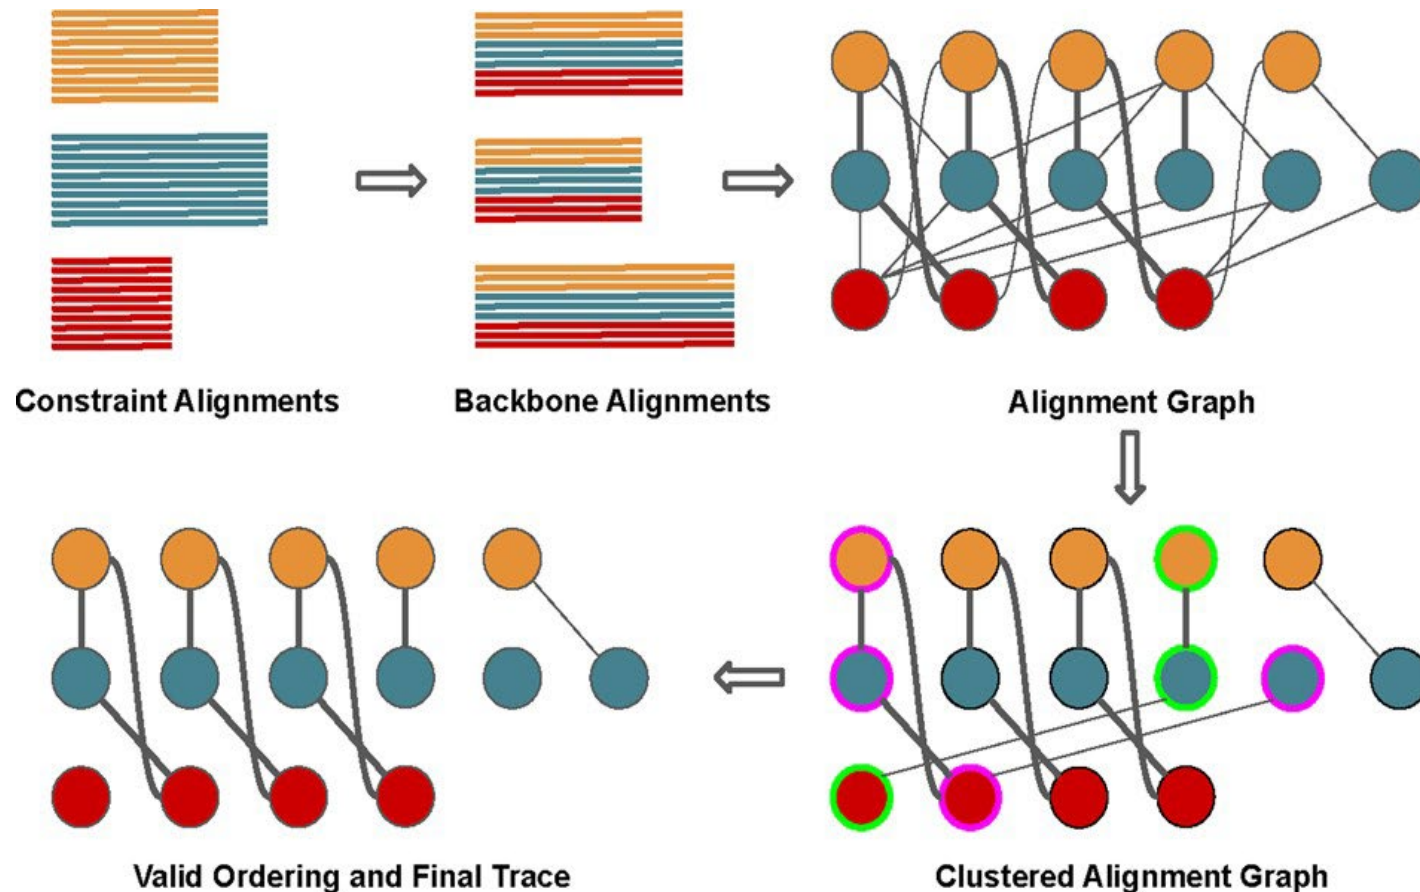 Constraint Alignments
Backbone Alignments
Alignment Graph
Valid Ordering and Final Trace
Clustered Alignment Graph